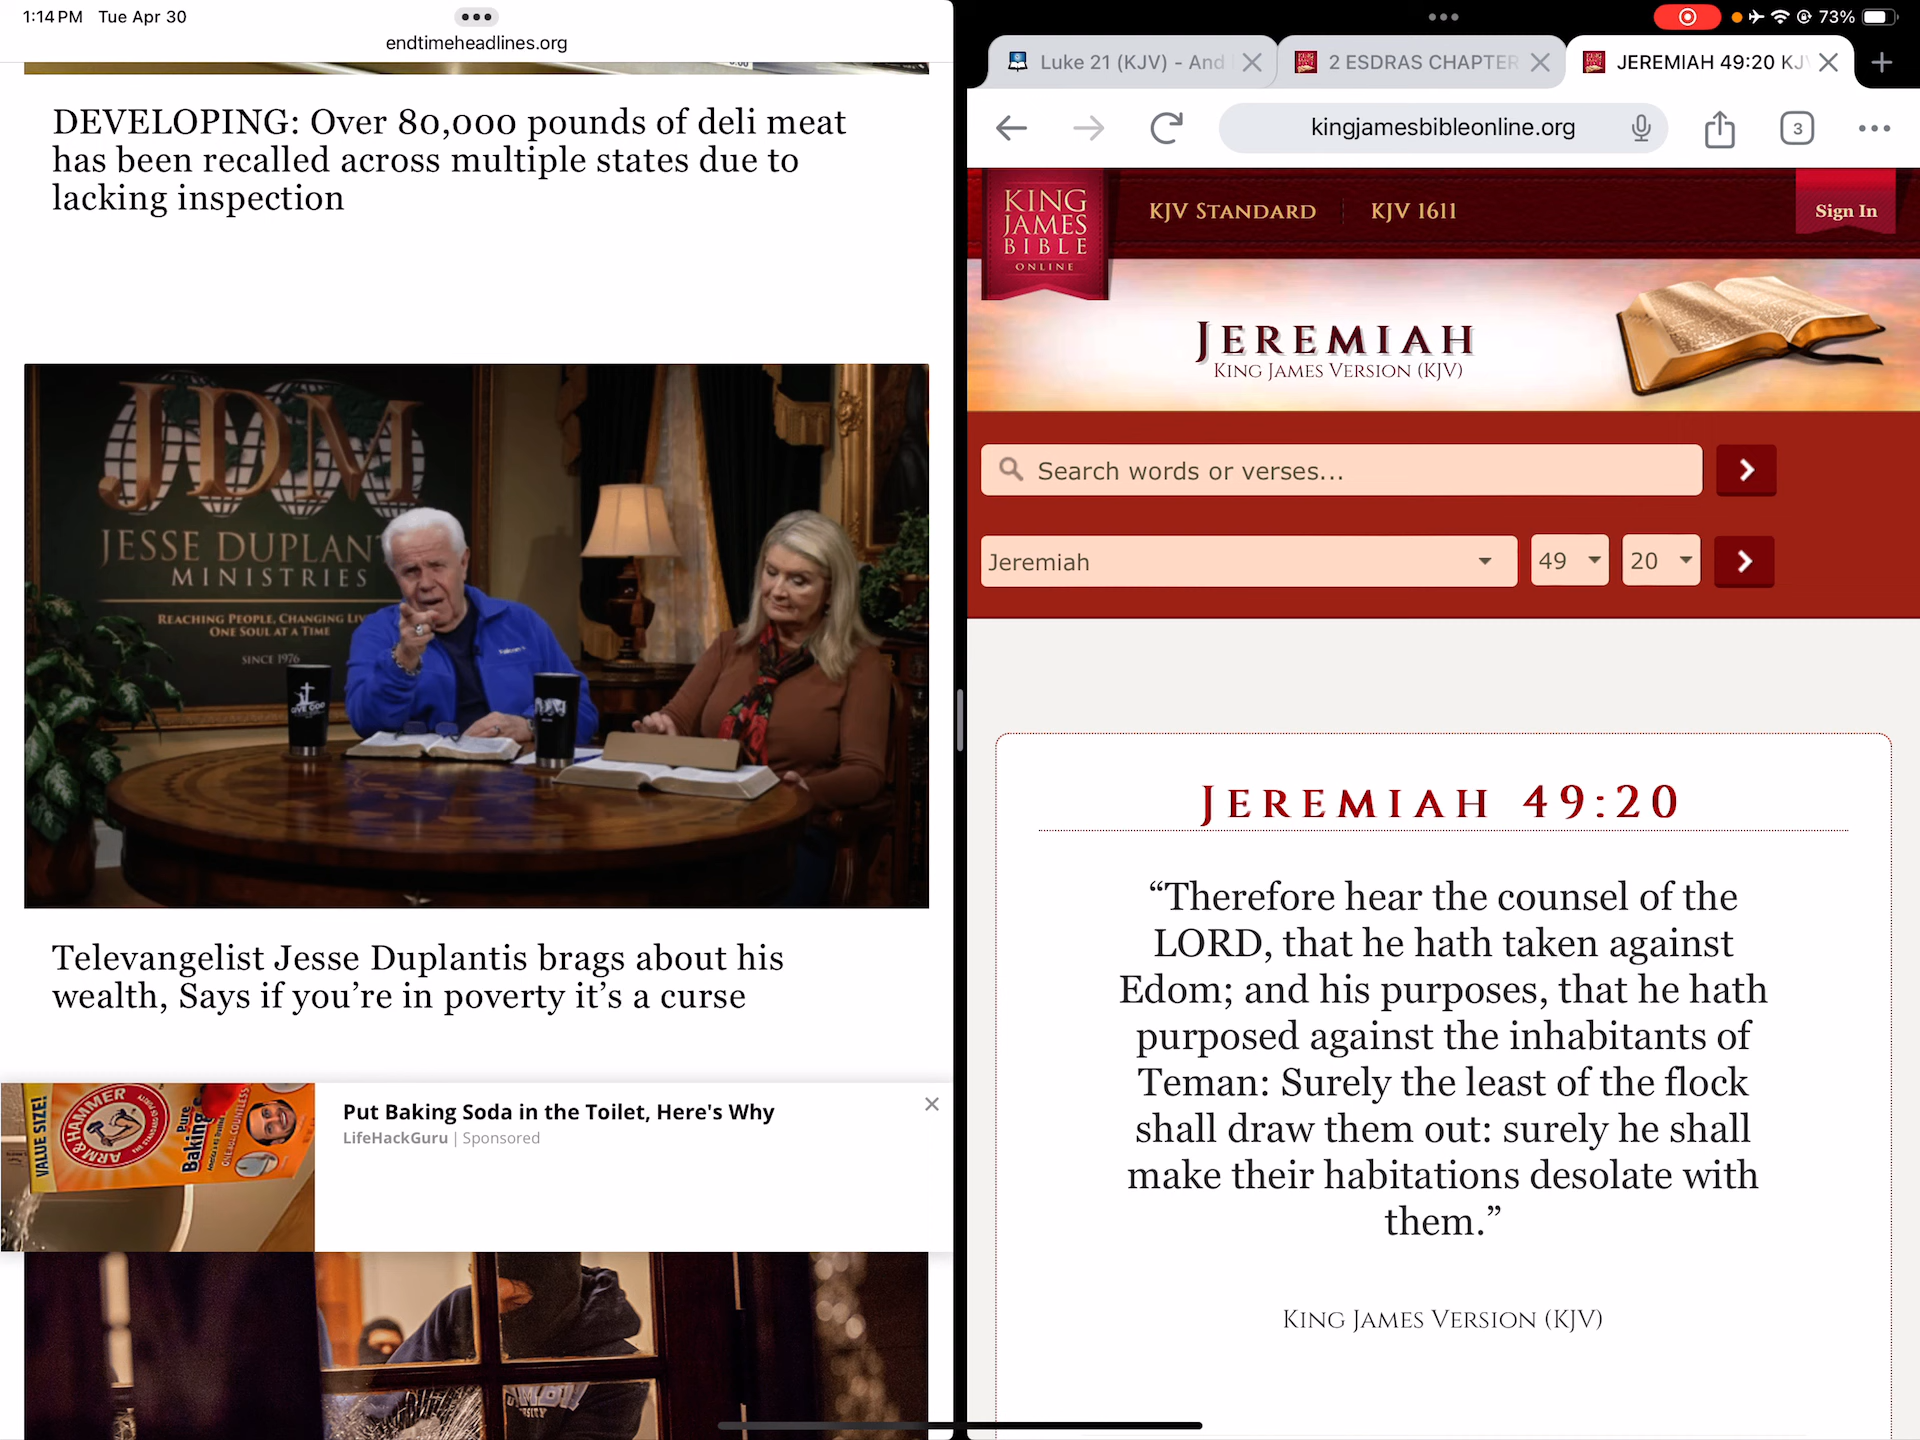 1:14 PM Tue Apr 30
endtimeheadlines.org
DEVELOPING: Over 80,000 pounds of deli meat
has been recalled across multiple states due to
lacking inspection
JDM
JESSE DUPLANT
MINISTRIES
REACHING PEOPLE, CHANGING LIV
ONE SOUL AT A TIME
SINCE 1976
GIVE GOD
Televangelist Jesse Duplantis brags about his
wealth, Says if you’re in poverty it’s a curse
VALUE SIZE!
ARM & HAMMER
Pure
Baking
Put Baking Soda in the Toilet, Here's Why
LifeHackGuru | Sponsored
73%
Luke 21 (KJV) - And
2 ESDRAS CHAPTER
JEREMIAH 49:20 KJV
kingjamesbibleonline.org
3
KING
JAMES
BIBLE
ONLINE
KJV STANDARD
KJV 1611
Sign In
JEREMIAH
KING JAMES VERSION (KJV)
Search words or verses...
Jeremiah
49
20
JEREMIAH 49:20
“Therefore hear the counsel of the
LORD, that he hath taken against
Edom; and his purposes, that he hath
purposed against the inhabitants of
Teman: Surely the least of the flock
shall draw them out: surely he shall
make their habitations desolate with
them.”
KING JAMES VERSION (KJV)